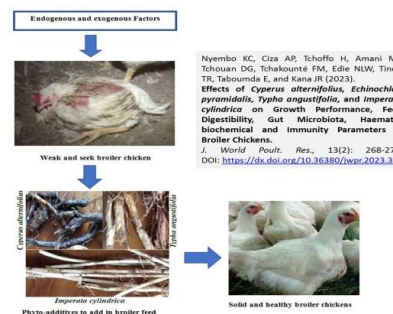 Endogenous and exogenous Factors
Weak and seek broiler chicken
Cyperus alternifolius
Typha angustifolia
Imperata cylindrica
Phyto-additives to add in broiler feed
Solid and healthy broiler chickens
Nyembo KC, Ciza AP, Tchoffo H, Amani
Tchouan DG, Tchakounté FM, Edie NLW,
TR, Taboumda E, and Kana JR (2023).
Effects of Cyperus alternifolius,
pyramidalis, Typha angustifolia, and
cylindrica on Growth Performance,
Digestibility, Gut Microbiota,
biochemical and Immunity Parameters
Broiler Chickens.
J. World Poult. Res., 13(2):
DOI: https://dx.doi.org/10.36380/jwpr.2023.3